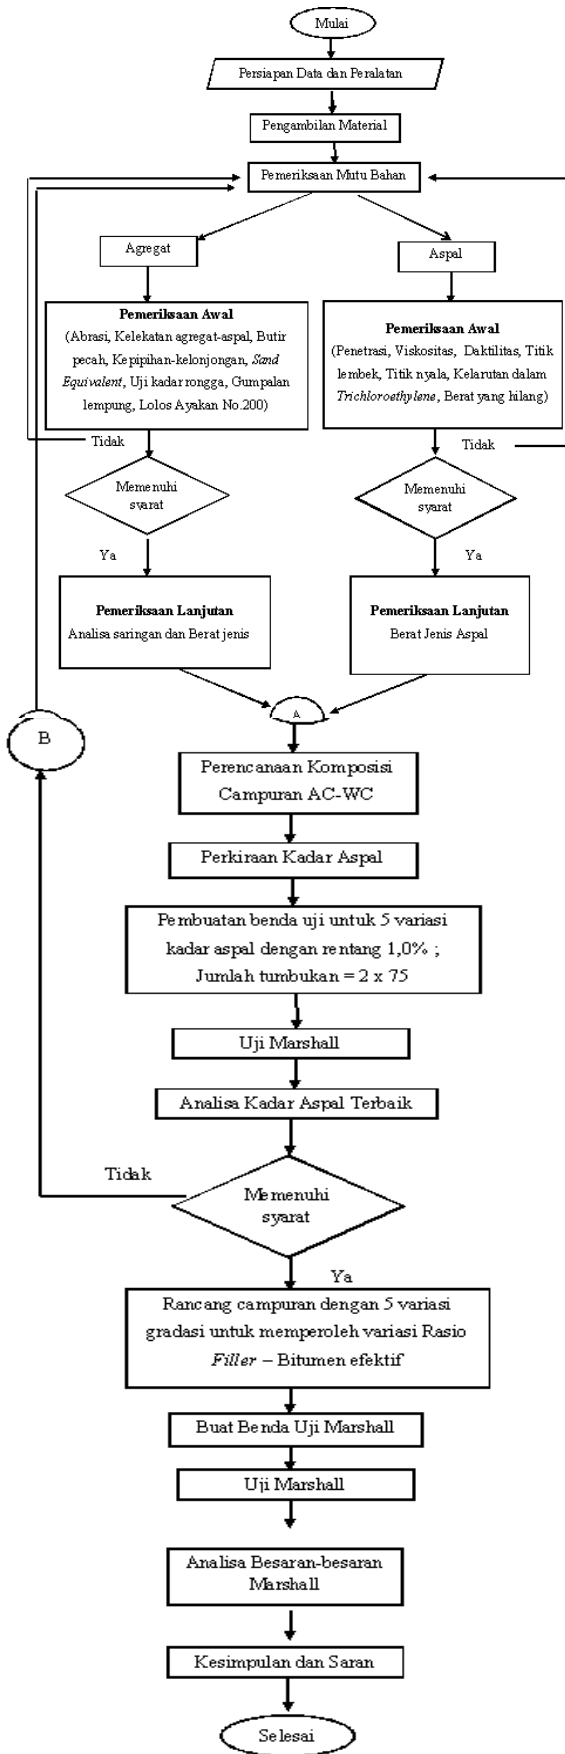 Mulai
Persiapan Data dan Peralatan
Pengambilan Material
Pemeriksaan Mutu Bahan
Agregat
Aspal
Pemeriksaan Awal
(Abrasi, Kelekatan agregat-aspal, Butir
pecah, Kepipihan-kelonjongan, Sand
Equivalent, Uji kadar rongga, Gumpalan
lempung, Lolos Ayakan No.200)
Pemeriksaan Awal
(Penetrasi, Viskositas, Daktilitas, Titik
lembek, Titik nyala, Kelarutan dalam
Trichloroethylene, Berat yang hilang)
Tidak
Tidak
Memenuhi
syarat
Memenuhi
syarat
Ya
Ya
Pemeriksaan Lanjutan
Analisa saringan dan Berat jenis
Pemeriksaan Lanjutan
Berat Jenis Aspal
A
B
Perencanaan Komposisi
Campuran AC-WC
Perkiraan Kadar Aspal
Pembuatan benda uji untuk 5 variasi
kadar aspal dengan rentang 1,0% ;
Jumlah tumbukan = 2 x 75
Uji Marshall
Analisa Kadar Aspal Terbaik
Tidak
Memenuhi
syarat
Ya
Rancang campuran dengan 5 variasi
gradasi untuk memperoleh variasi Rasio
Filler – Bitumen efektif
Buat Benda Uji Marshall
Uji Marshall
Analisa Besaran-besaran
Marshall
Kesimpulan dan Saran
Selesai